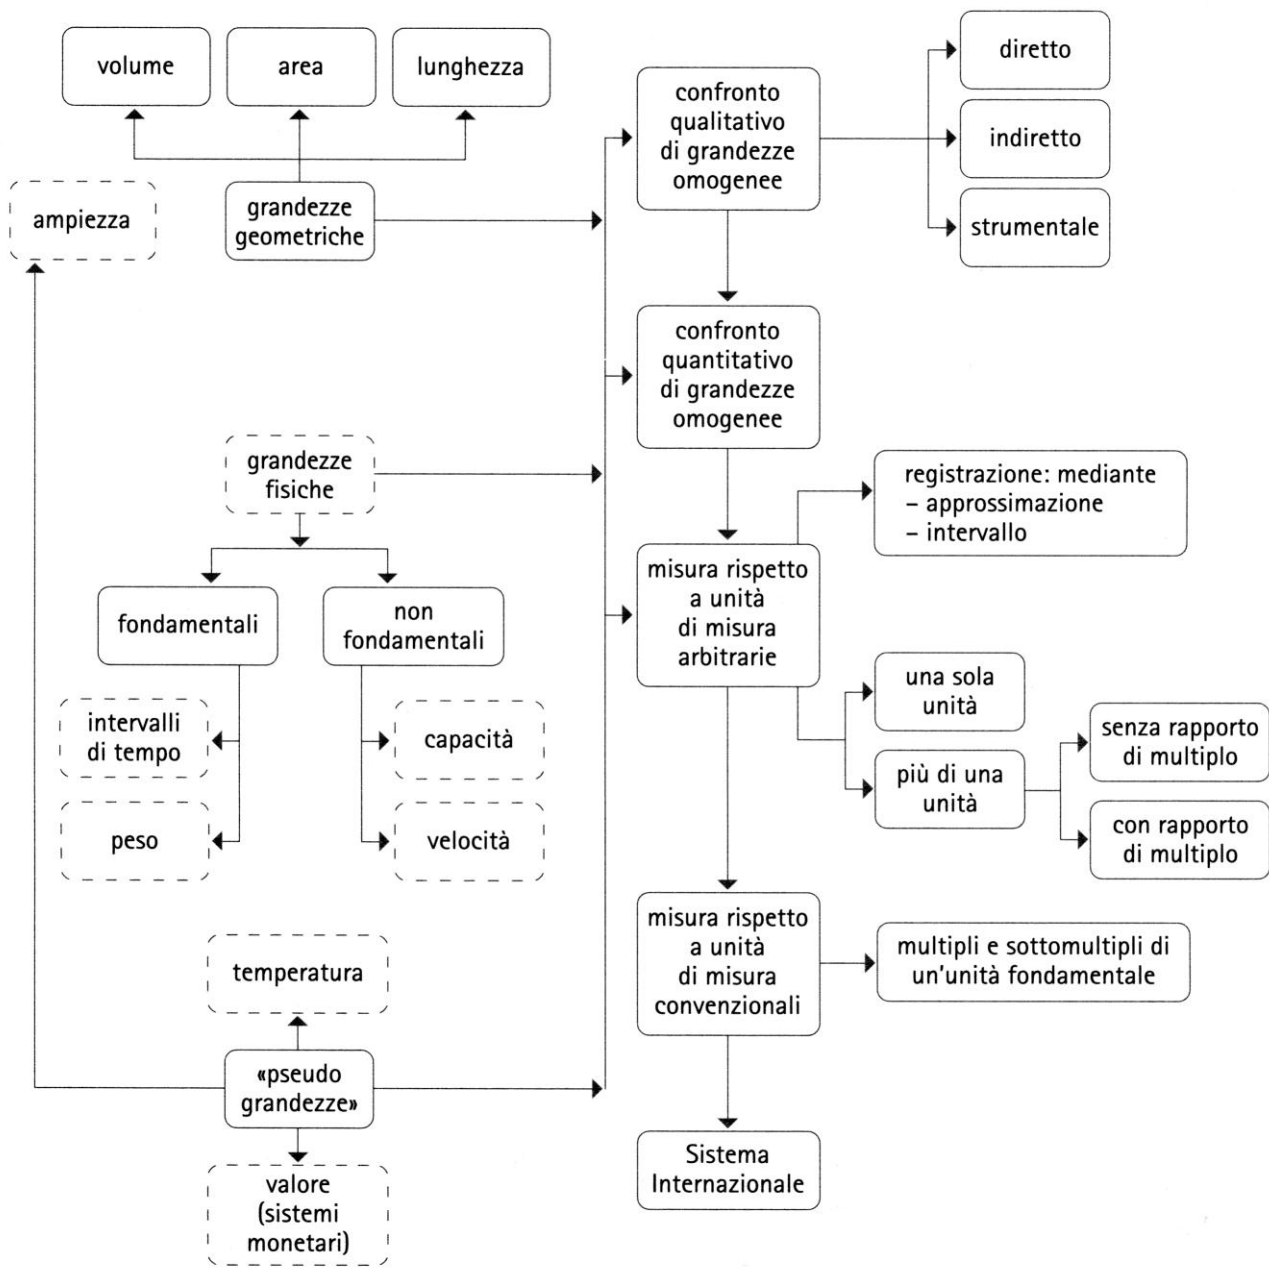 volume
area
lunghezza
ampiezza
grandezze
geometriche
confronto
qualitativo
di grandezze
omogenee
diretto
indiretto
strumentale
confronto
quantitativo
di grandezze
omogenee
grandezze
fisiche
fondamentali
non
fondamentali
intervalli
di tempo
peso
capacità
velocità
misura rispetto
a unità
di misura
arbitrarie
registrazione: mediante
– approssimazione
– intervallo
una sola
unità
più di una
unità
senza rapporto
di multiplo
con rapporto
di multiplo
misura rispetto
a unità
di misura
convenzionali
multipli e sottomultipli di
un'unità fondamentale
temperatura
«pseudo
grandezze»
valore
(sistemi
monetari)
Sistema
Internazionale